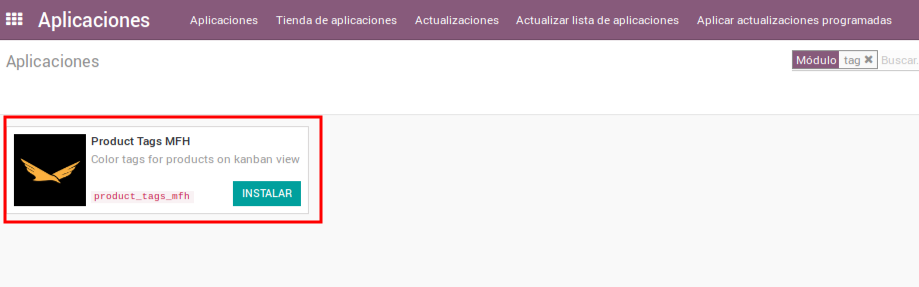 Aplicaciones Aplicaciones Tienda de aplicaciones Actualizaciones Actualizar lista de aplicaciones Aplicar actualizaciones programadas
Aplicaciones Módulo tag ✖ Buscar.
Product Tags MFH
Color tags for products on kanban view
product_tags_mfh INSTALAR